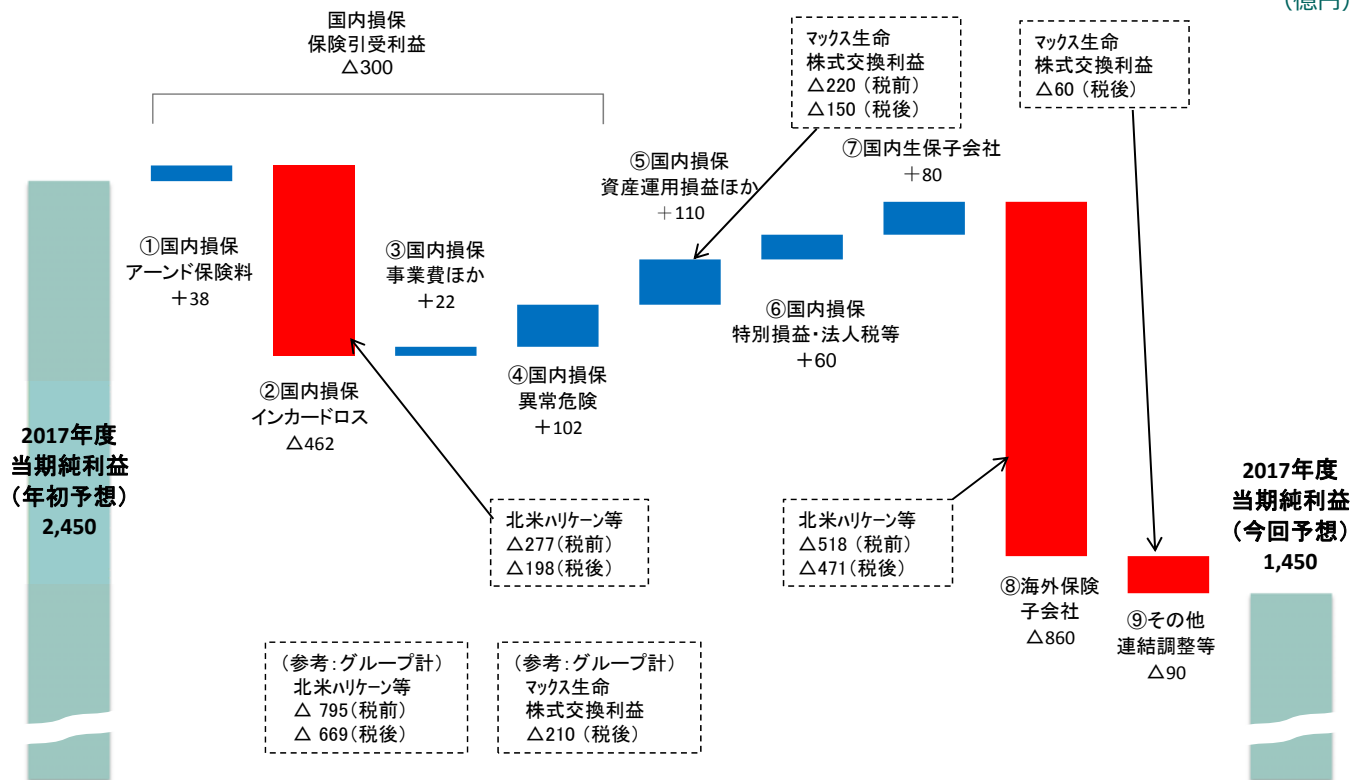 (億円)
国内損保
保険引受利益
△300
マックス生命
株式交換利益
△220 (税前)
△150 (税後)
マックス生命
株式交換利益
△60 (税後)
①国内損保
アーンド保険料
+38
②国内損保
インカードロス
△462
③国内損保
事業費ほか
+22
④国内損保
異常危険
+102
⑤国内損保
資産運用損益ほか
+110
⑥国内損保
特別損益・法人税等
+60
⑦国内生保子会社
+80
⑧海外保険
子会社
△860
⑨その他
連結調整等
△90
2017年度
当期純利益
(年初予想)
2,450
2017年度
当期純利益
(今回予想)
1,450
北米ハリケーン等
△277(税前)
△198(税後)
北米ハリケーン等
△518 (税前)
△471(税後)
(参考:グループ計)
北米ハリケーン等
△ 795(税前)
△ 669(税後)
(参考:グループ計)
マックス生命
株式交換利益
△210 (税後)